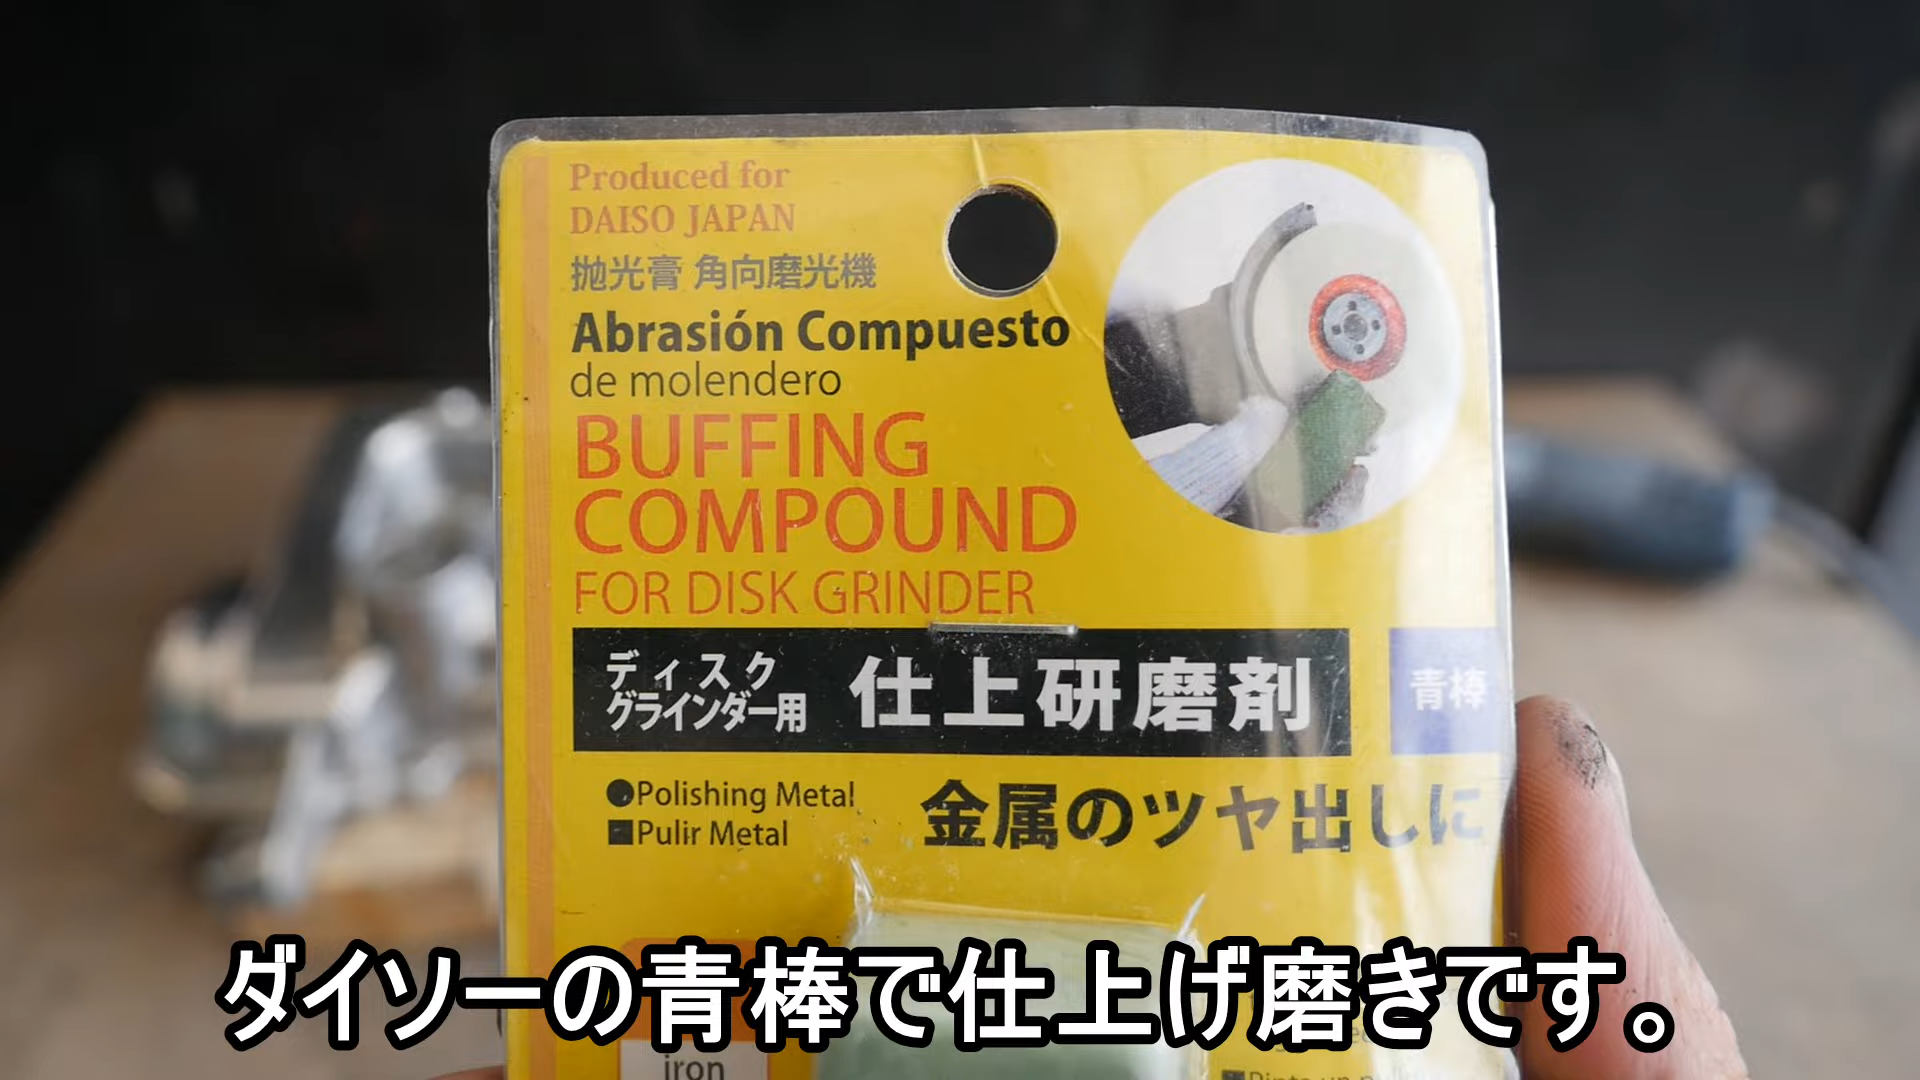 Produced for
DAISO JAPAN
抛光膏 角向磨光機
Abrasión Compuesto
de molendero
BUFFING
COMPOUND
FOR DISK GRINDER
ディスク
グラインダー用
仕上研磨剤
青棒
●Polishing Metal
■Pulir Metal
金属のツヤ出しに
ダイソーの青棒で仕上げ磨きです。
iron